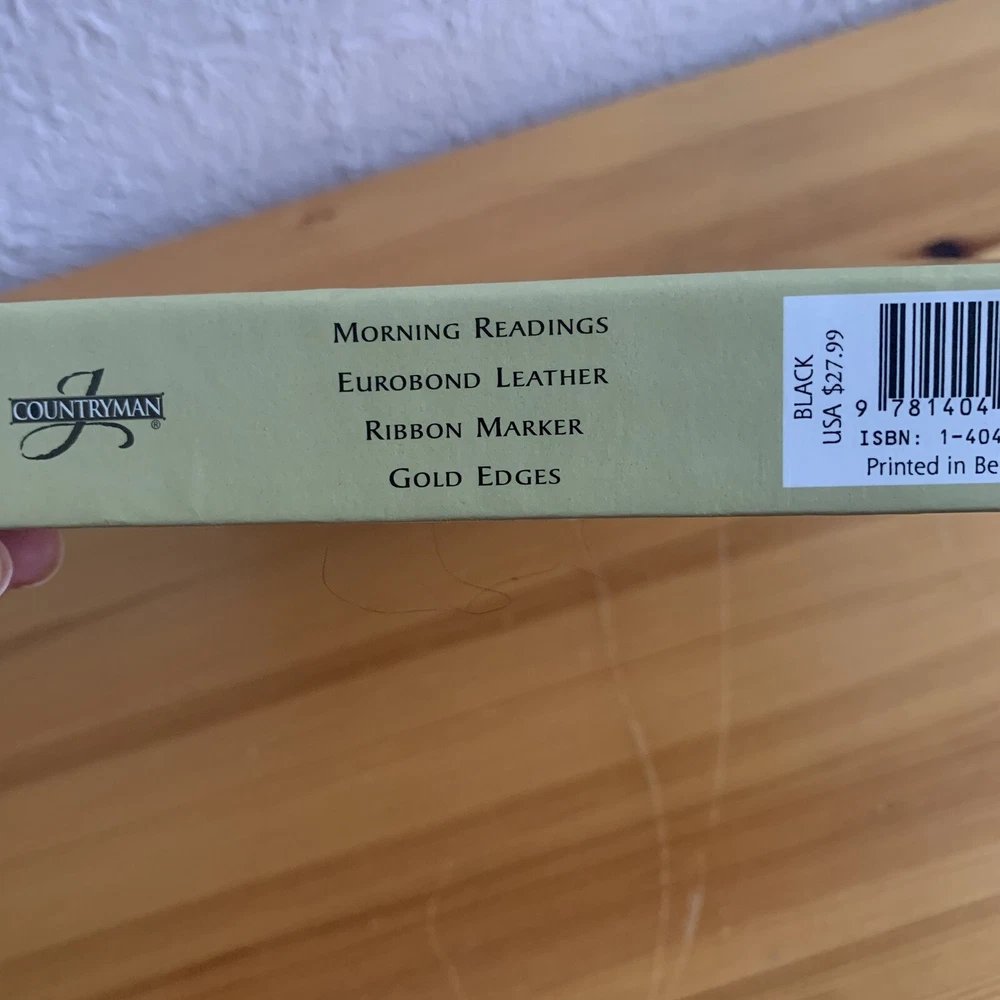 J
COUNTRYMAN
®
MORNING READINGS
EUROBOND LEATHER
RIBBON MARKER
GOLD EDGES
BLACK
USA $27.99
9 781404
ISBN: 1-404
Printed in Be